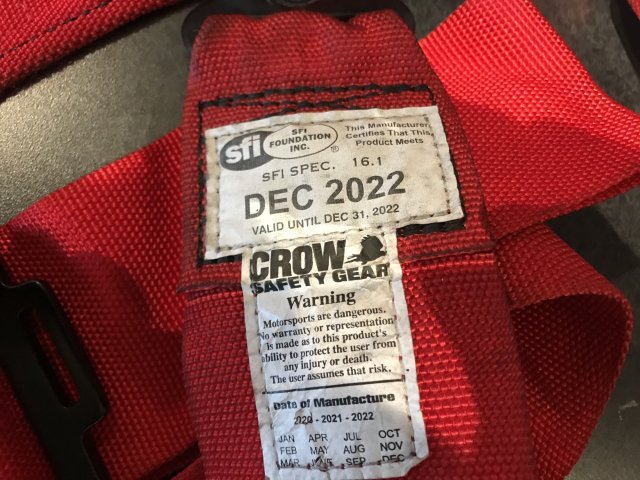 sfi
SFI
FOUNDATION
INC.
®
This Manufacturer
Certifies That This
Product Meets
SFI SPEC. 16.1
DEC 2022
VALID UNTIL DEC 31, 2022
CROW
SAFETY GEAR
Warning
Motorsports are dangerous.
No warranty or representation
Is made as to this product's
ability to protect the user from
any injury or death.
The user assumes that risk.
Date of Manufacture
2020 - 2021 - 2022
JAN APR JUL OCT
FEB MAY AUG NOV
MAR JUNE SEP DEC